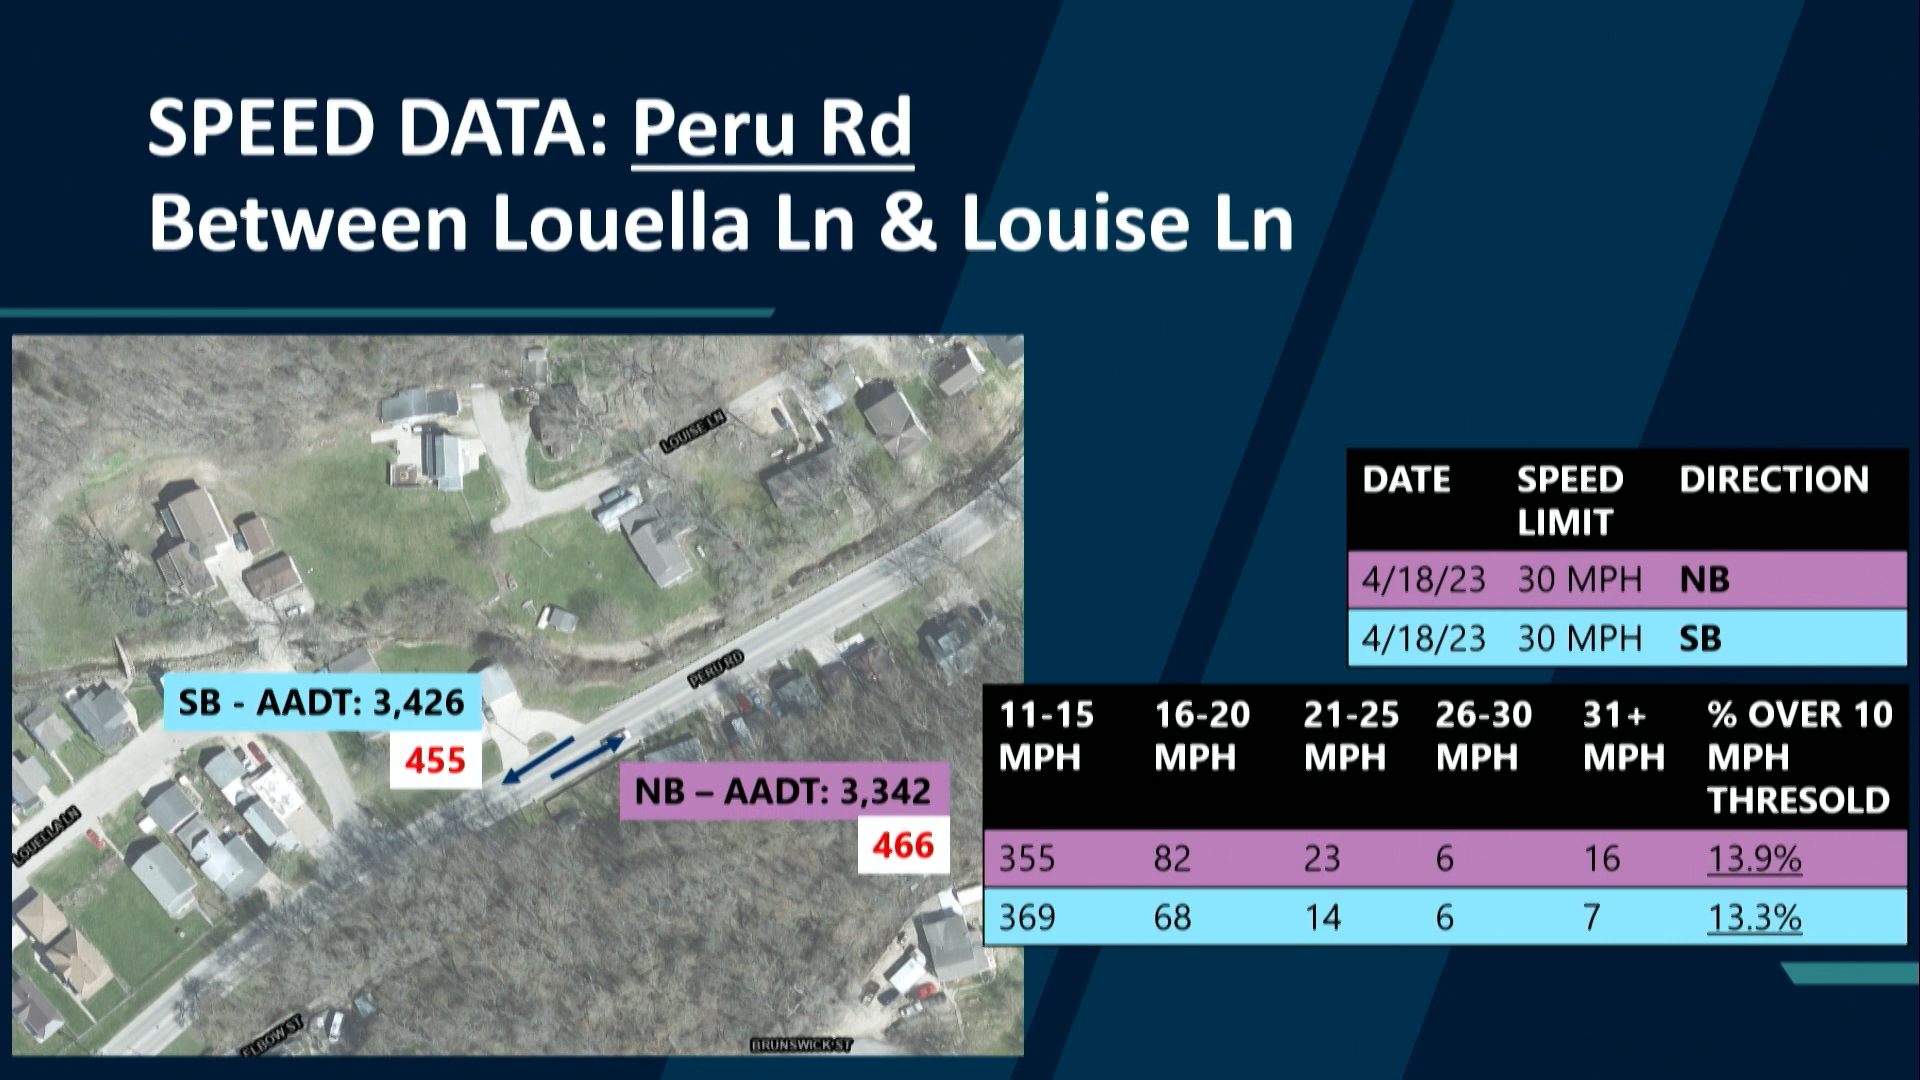 SPEED DATA: Peru Rd
Between Louella Ln & Louise Ln
LOUISE LN
PERU RD
SB - AADT: 3,426
455
NB – AADT: 3,342
466
LOUELLA LN
ELBOW ST
BRUNSWICK ST
DATE SPEED LIMIT DIRECTION
4/18/23 30 MPH NB
4/18/23 30 MPH SB
11-15 MPH 16-20 MPH 21-25 MPH 26-30 MPH 31+ MPH % OVER 10 MPH THRESOLD
355 82 23 6 16 13.9%
369 68 14 6 7 13.3%